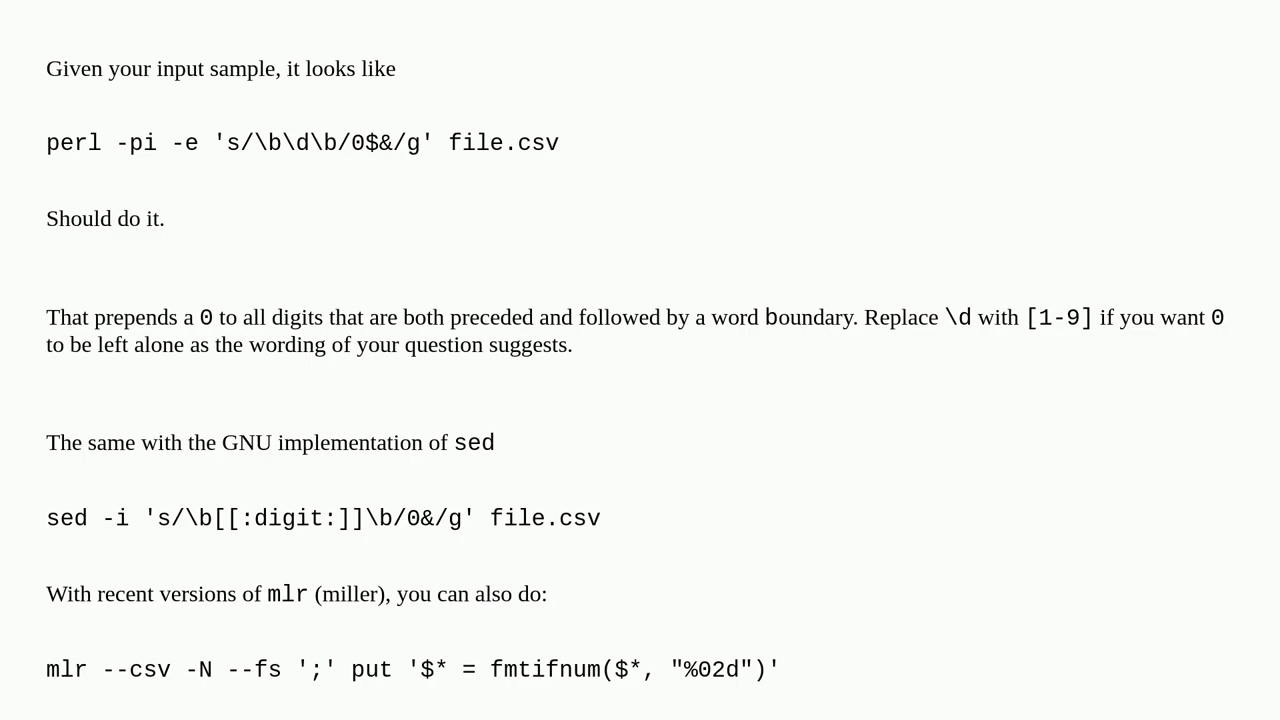 Given your input sample, it looks like
perl -pi -e 's/\b\d\b/0$&/g' file.csv
Should do it.
That prepends a 0 to all digits that are both preceded and followed by a word boundary. Replace \d with [1-9] if you want 0
to be left alone as the wording of your question suggests.
The same with the GNU implementation of sed
sed -i 's/\b[[:digit:]]\b/0&/g' file.csv
With recent versions of mlr (miller), you can also do:
mlr --csv -N --fs ';' put '$* = fmtifnum($*, "%02d")'